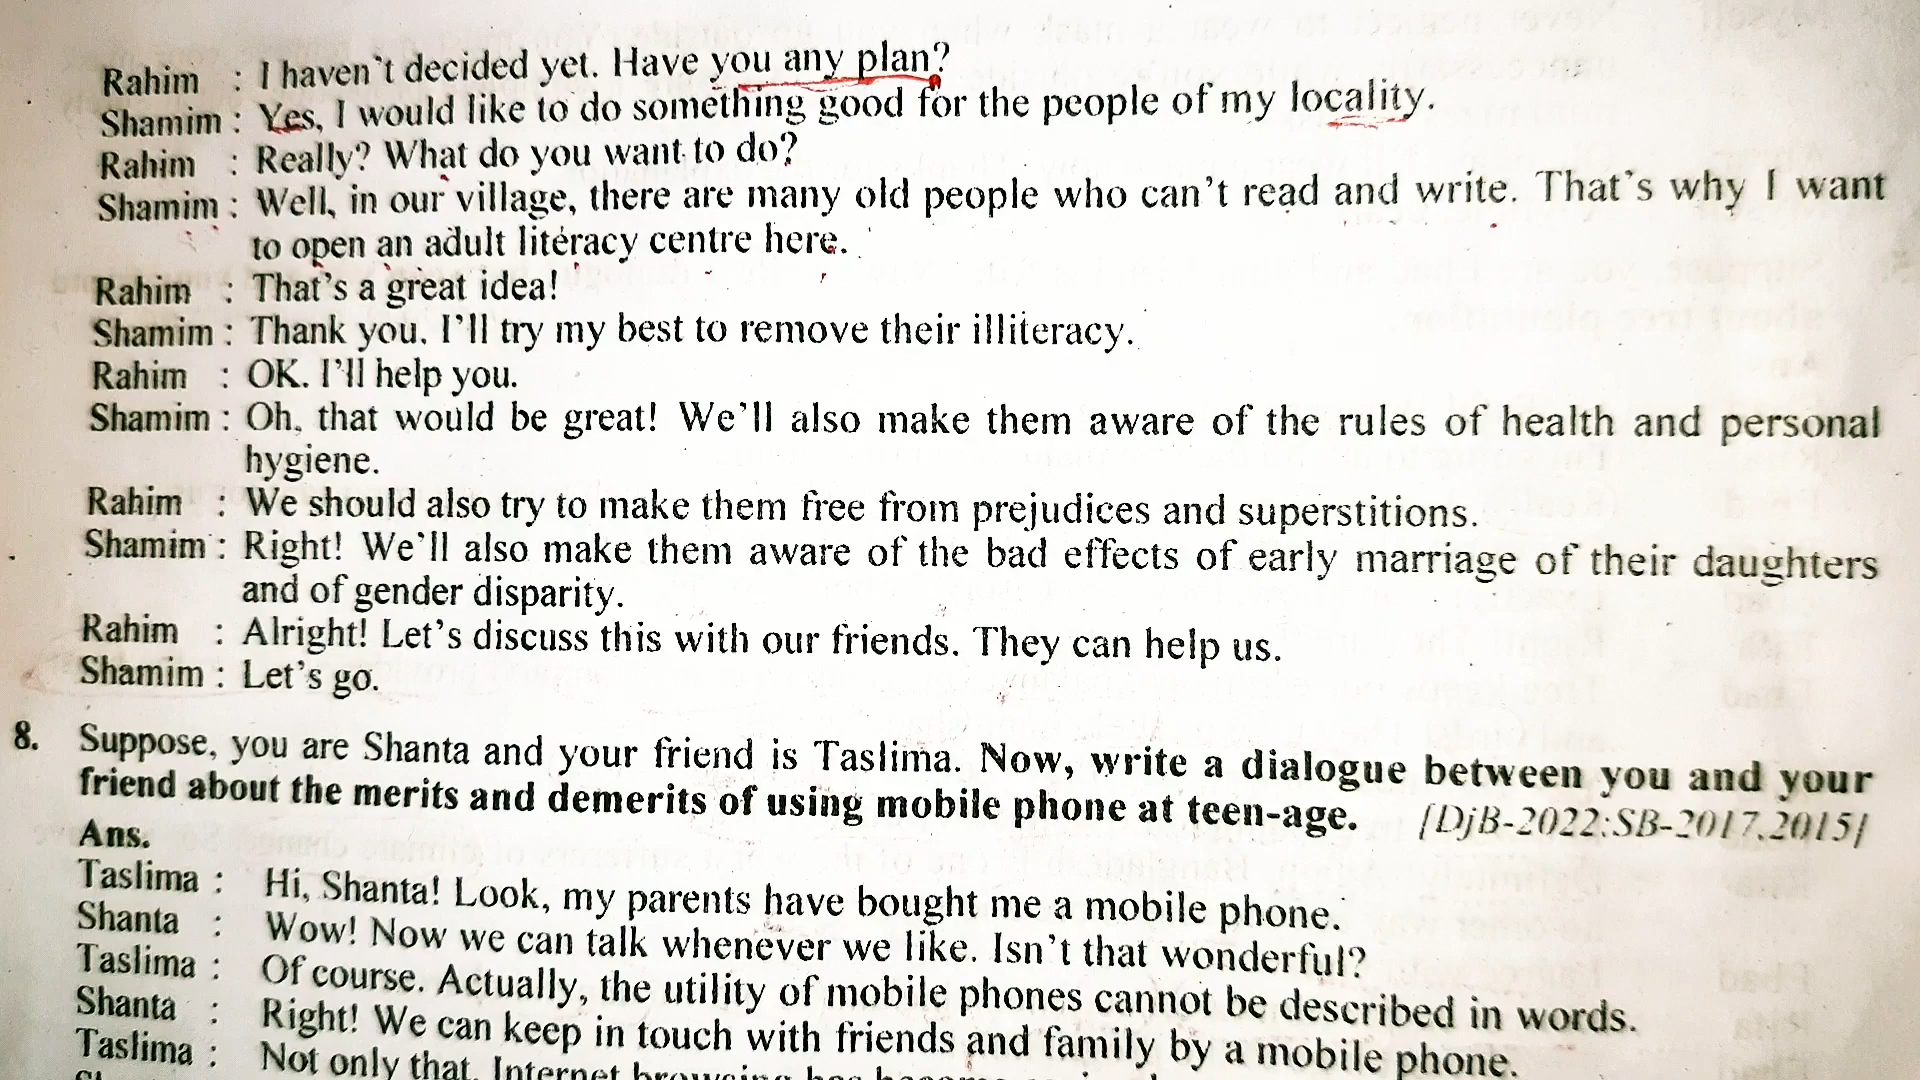 Rahim : I haven't decided yet. Have you any plan?
Shamim : Yes, I would like to do something good for the people of my locality.
Rahim : Really? What do you want to do?
Shamim : Well, in our village, there are many old people who can't read and write. That's why I want
to open an adult literacy centre here.
Rahim : That's a great idea!
Shamim : Thank you. I'll try my best to remove their illiteracy.
Rahim : OK. I'll help you.
Shamim : Oh, that would be great! We'll also make them aware of the rules of health and personal
hygiene.
Rahim : We should also try to make them free from prejudices and superstitions.
Shamim : Right! We'll also make them aware of the bad effects of early marriage of their daughters
and of gender disparity.
Rahim : Alright! Let's discuss this with our friends. They can help us.
Shamim : Let's go.
8. Suppose, you are Shanta and your friend is Taslima. Now, write a dialogue between you and your
friend about the merits and demerits of using mobile phone at teen-age. [DjB-2022:SB-2017,2015]
Ans.
Taslima : Hi, Shanta! Look, my parents have bought me a mobile phone.
Shanta : Wow! Now we can talk whenever we like. Isn't that wonderful?
Taslima : Of course. Actually, the utility of mobile phones cannot be described in words.
Shanta : Right! We can keep in touch with friends and family by a mobile phone.
Taslima : Not only that. Internet browsing has